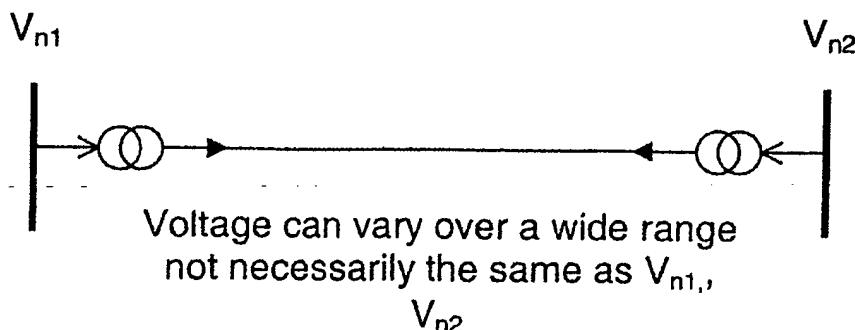 V_n1
V_n2
Voltage can vary over a wide range
not necessarily the same as V_n1,,
V_n2